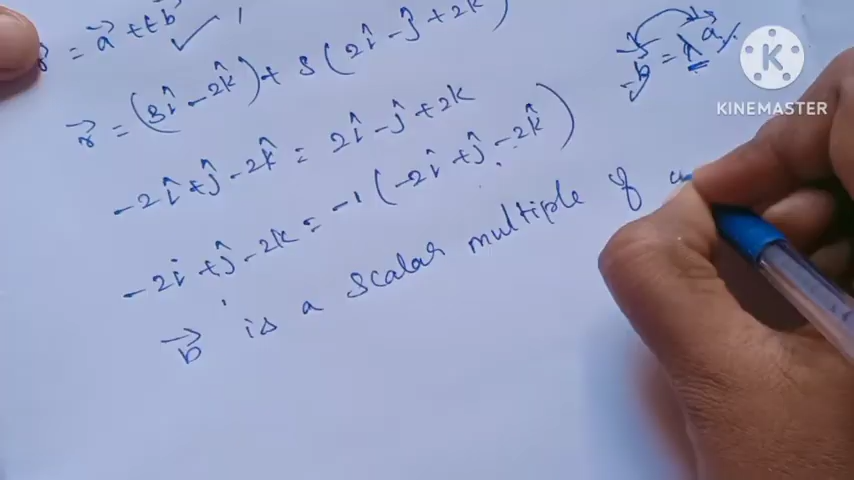 r⃗ = a⃗ + t b⃗
r⃗ = (3î - 2k̂) + s(2î - ĵ + 2k̂)
b⃗ = λ a⃗
-2î + ĵ - 2k̂ = 2î - ĵ + 2k
-2î + ĵ - 2k = -1(-2î + ĵ - 2k̂)
b⃗ is a scalar multiple of a
KINEMASTER